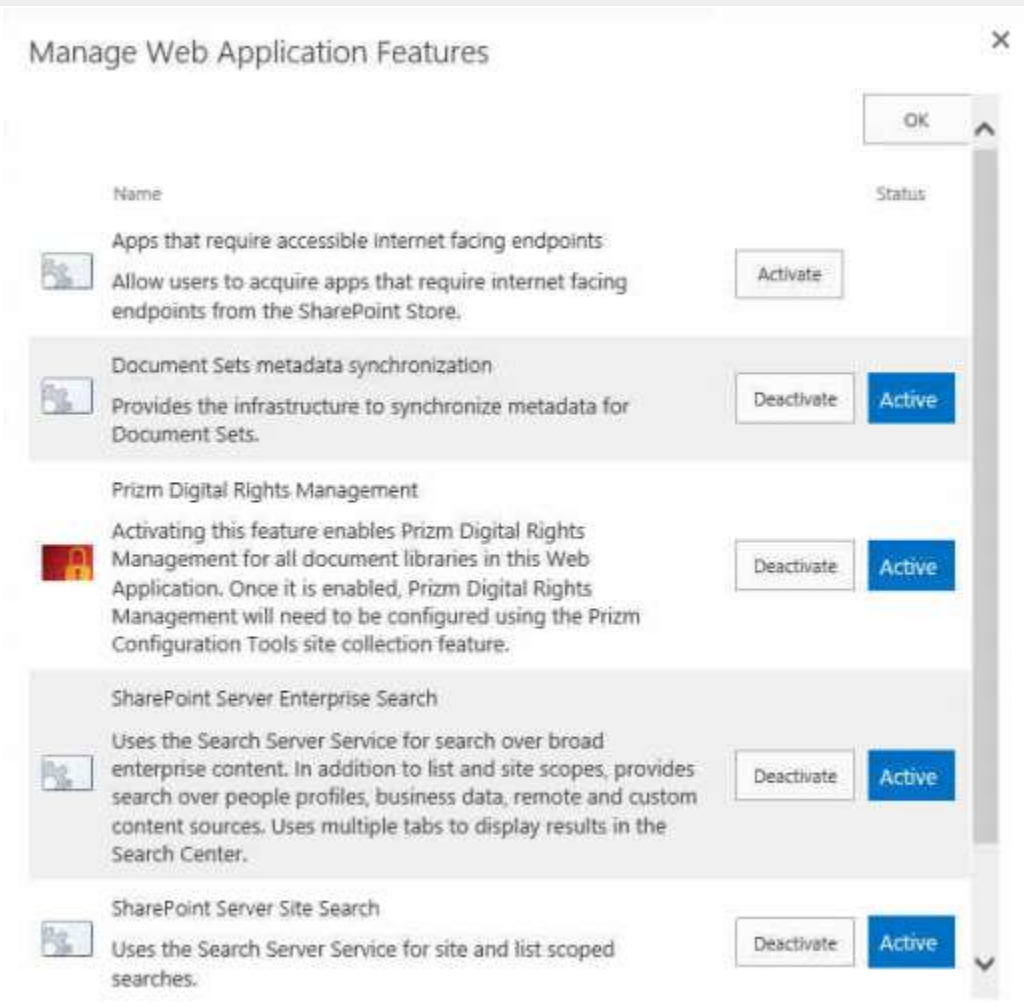 Manage Web Application Features
OK
Name Status
Apps that require accessible internet facing endpoints
Allow users to acquire apps that require internet facing
endpoints from the SharePoint Store.
Activate
Document Sets metadata synchronization
Provides the infrastructure to synchronize metadata for
Document Sets.
Deactivate Active
Prizm Digital Rights Management
Activating this feature enables Prizm Digital Rights
Management for all document libraries in this Web
Application. Once it is enabled, Prizm Digital Rights
Management will need to be configured using the Prizm
Configuration Tools site collection feature.
Deactivate Active
SharePoint Server Enterprise Search
Uses the Search Server Service for search over broad
enterprise content. In addition to list and site scopes, provides
search over people profiles, business data, remote and custom
content sources. Uses multiple tabs to display results in the
Search Center.
Deactivate Active
SharePoint Server Site Search
Uses the Search Server Service for site and list scoped
searches.
Deactivate Active